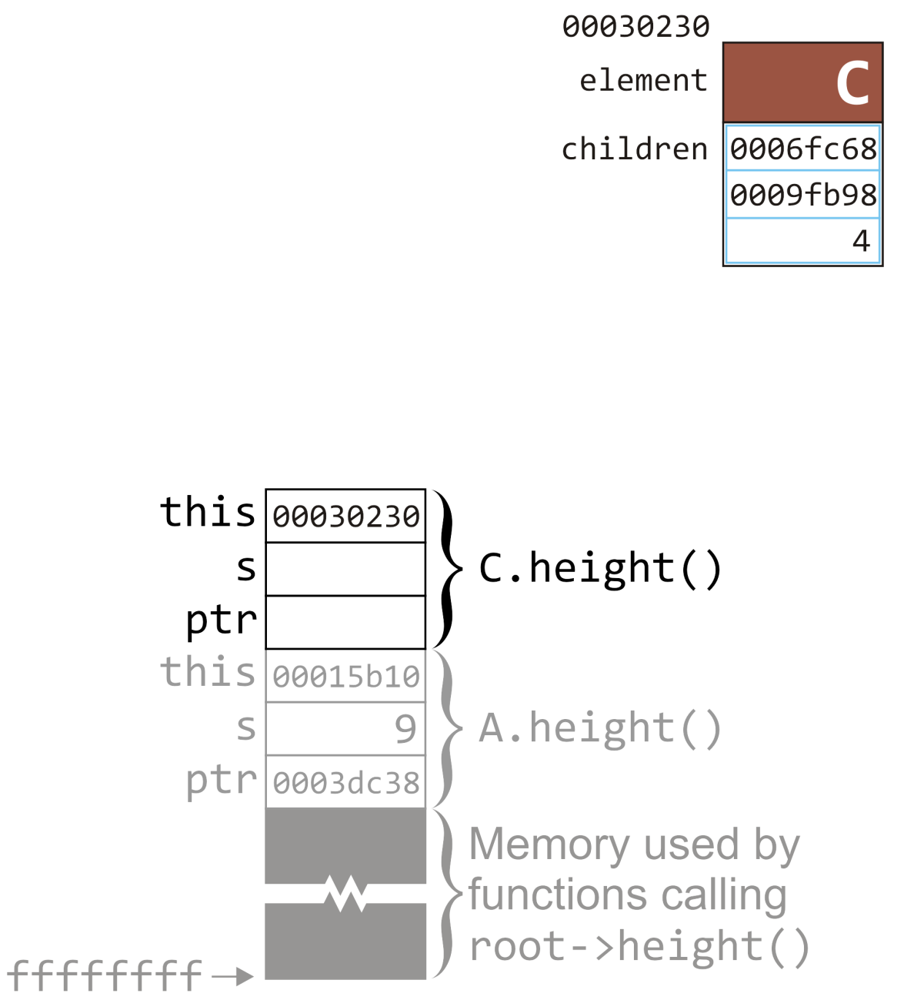 00030230
element C
children 0006fc68
0009fb98
4
this 00030230
s
ptr
C.height()
this 00015b10
s 9
ptr 0003dc38
A.height()
Memory used by
functions calling
root->height()
ffffffff